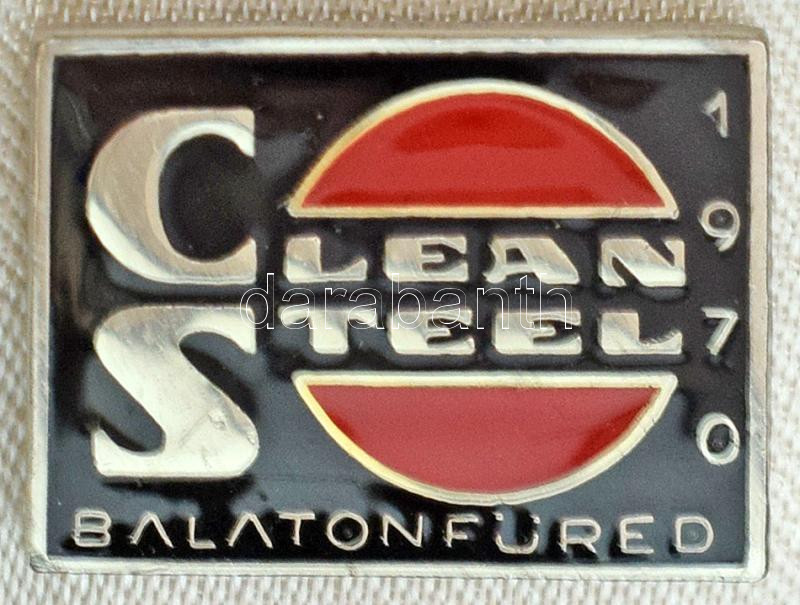 CLEAN
STEEL
1970
BALATONFÜRED
darabanth